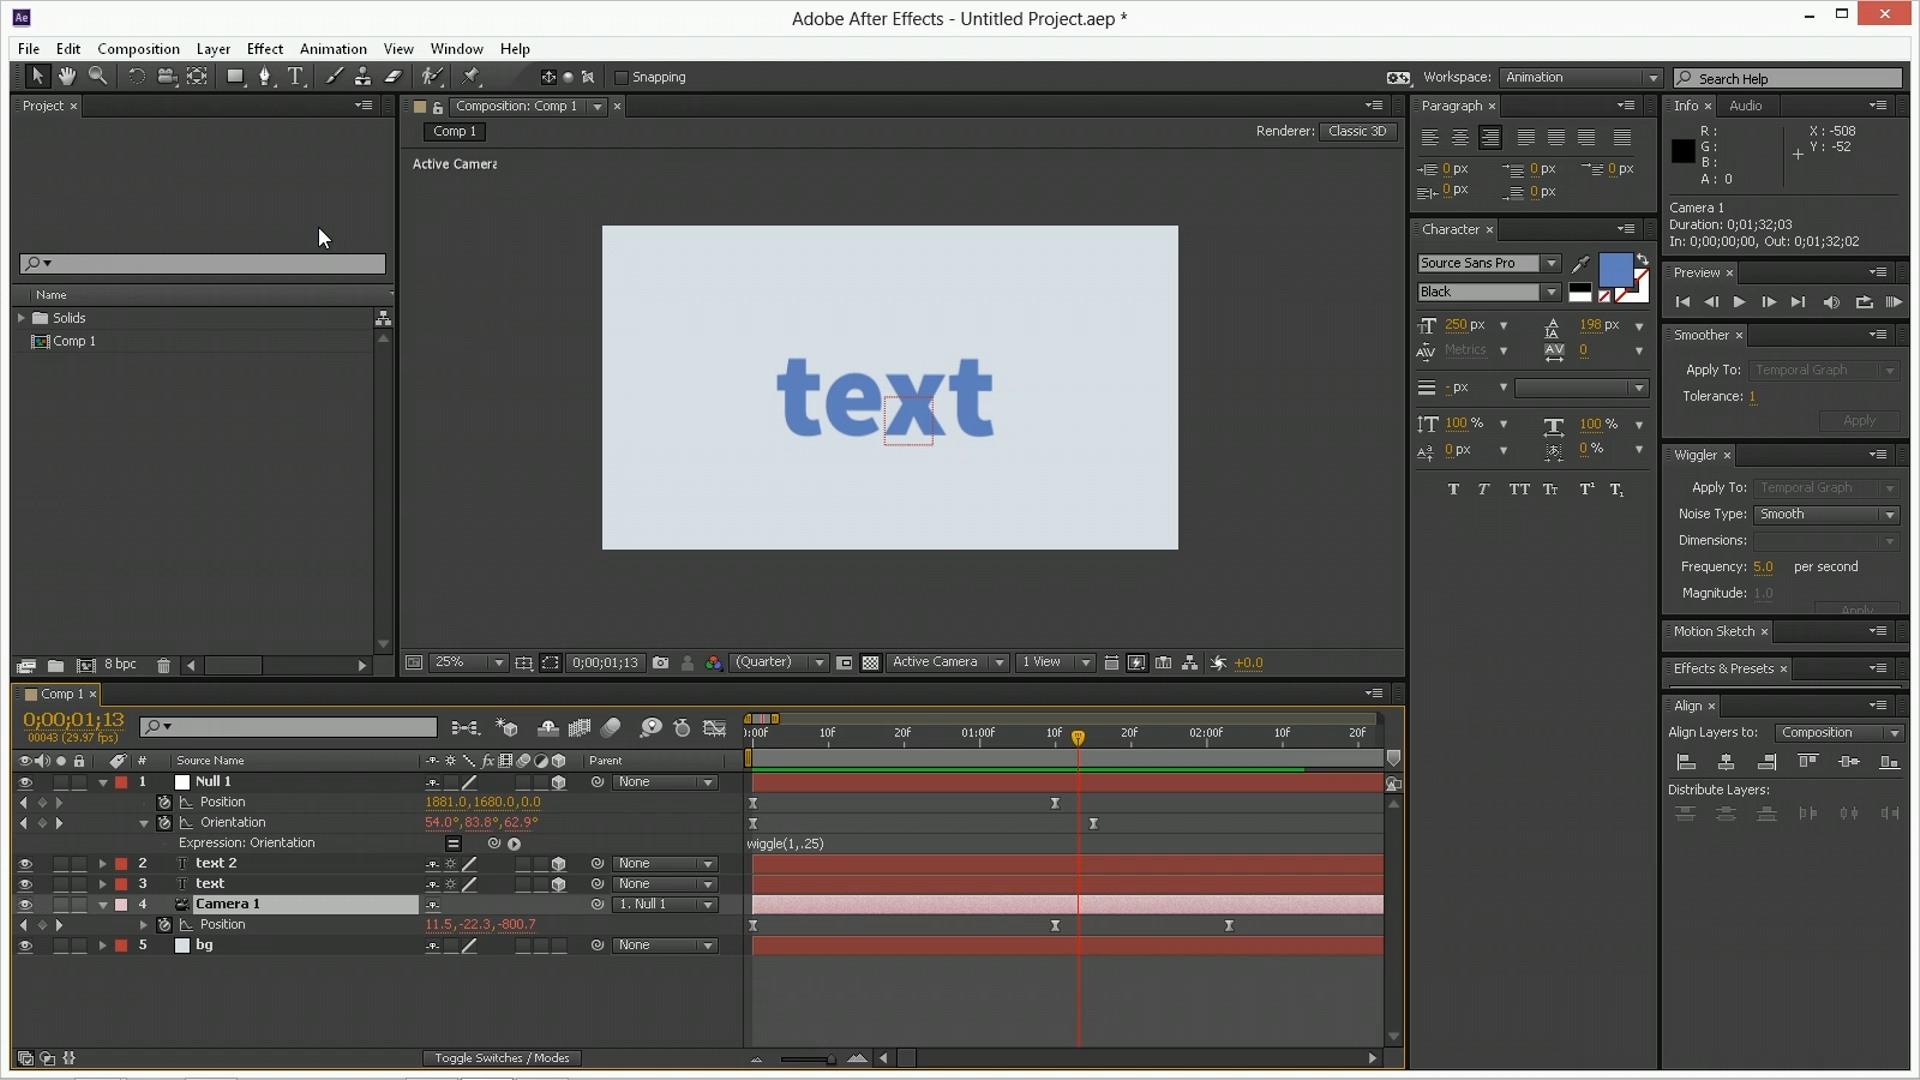 Ae
Adobe After Effects - Untitled Project.aep *
File Edit Composition Layer Effect Animation View Window Help
Snapping
Workspace: Animation
Search Help
Project
Name
Solids
Comp 1
8 bpc
Composition: Comp 1
Comp 1
Renderer: Classic 3D
Active Camera
text
25% 0;00;01;13 (Quarter) Active Camera 1 View +0.0
Paragraph
0 px 0 px 0 px
0 px 0 px
Character
Source Sans Pro
Black
250 px 198 px
Metrics 0
- px
100 % 100 %
0 px 0 %
T T TT Tt T¹ T₁
Info Audio
R : X : -508
G : Y : -52
B :
A : 0
Camera 1
Duration: 0;01;32;03
In: 0;00;00;00, Out: 0;01;32;02
Preview
Smoother
Apply To: Temporal Graph
Tolerance: 1
Apply
Wiggler
Apply To: Temporal Graph
Noise Type: Smooth
Dimensions:
Frequency: 5.0 per second
Magnitude: 1.0
Apply
Motion Sketch
Effects & Presets
Align
Align Layers to: Composition
Distribute Layers:
Comp 1
0;00;01;13
00043 (29.97 fps)
):00F 10F 20F 01:00F 10F 20F 02:00F 10F 20F
# Source Name fx Parent
1 Null 1 None
Position 1881.0,1680.0,0.0
Orientation 54.0°,83.8°,62.9°
Expression: Orientation wiggle(1,.25)
2 T text 2 None
3 T text None
4 Camera 1 1. Null 1
Position 11.5,-22.3,-800.7
5 bg None
Toggle Switches / Modes